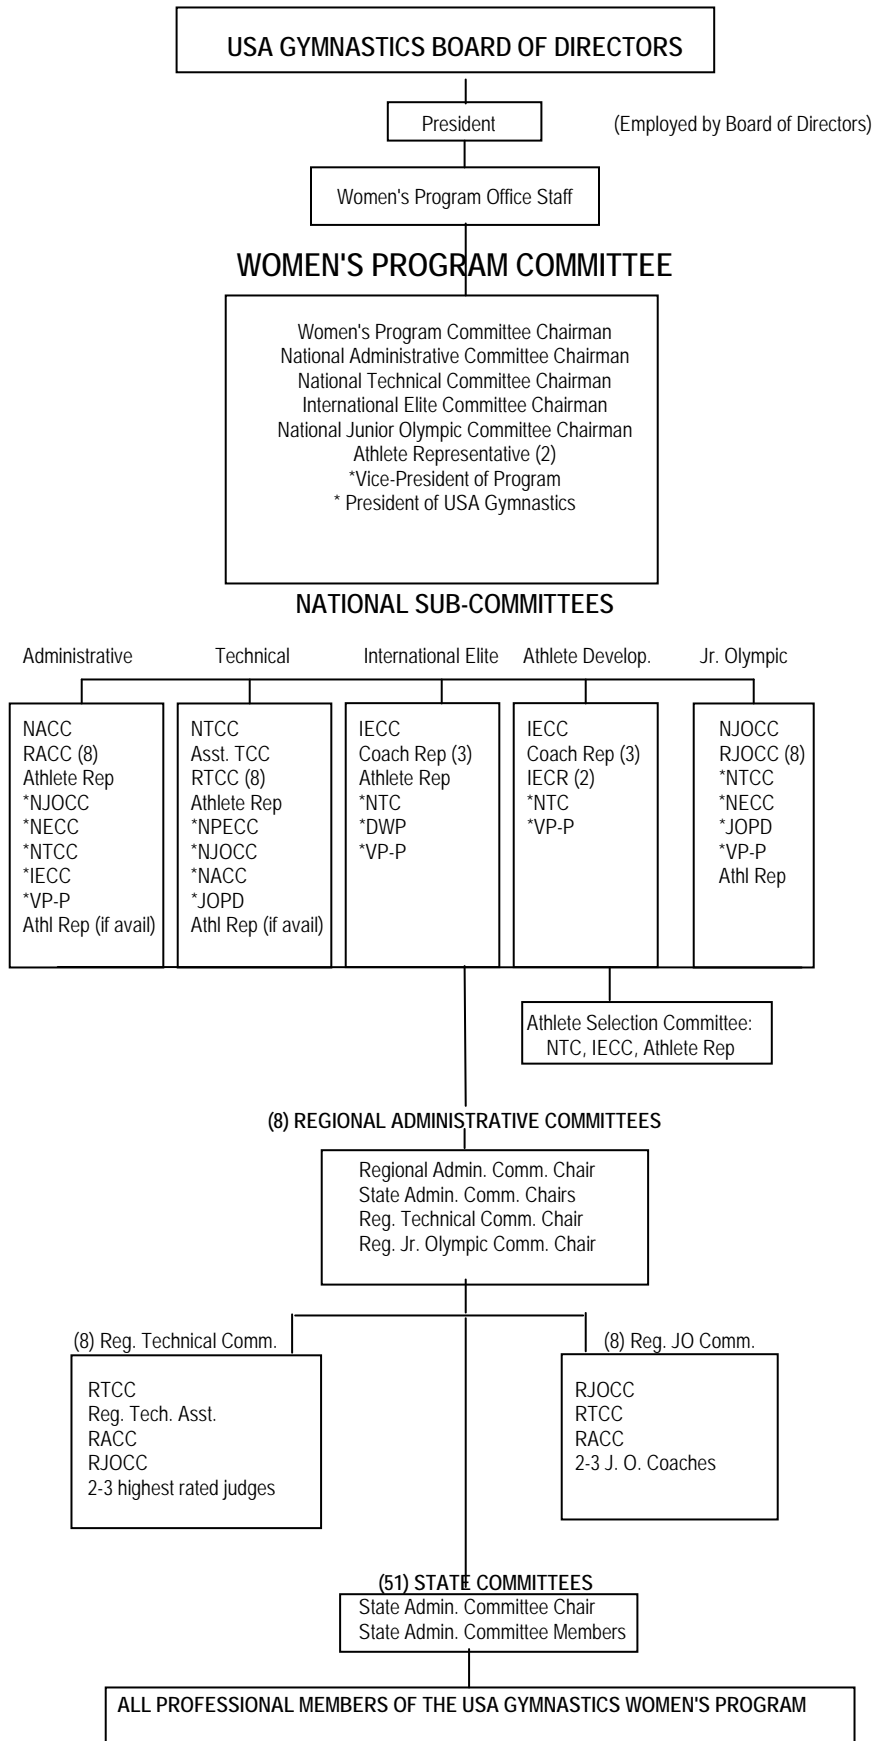 USA GYMNASTICS BOARD OF DIRECTORS
President
(Employed by Board of Directors)
Women's Program Office Staff
WOMEN'S PROGRAM COMMITTEE
Women's Program Committee Chairman
National Administrative Committee Chairman
National Technical Committee Chairman
International Elite Committee Chairman
National Junior Olympic Committee Chairman
Athlete Representative (2)
*Vice-President of Program
* President of USA Gymnastics
NATIONAL SUB-COMMITTEES
Administrative
NACC
RACC (8)
Athlete Rep
*NJOCC
*NECC
*NTCC
*IECC
*VP-P
Athl Rep (if avail)
Technical
NTCC
Asst. TCC
RTCC (8)
Athlete Rep
*NPECC
*NJOCC
*NACC
*JOPD
Athl Rep (if avail)
International Elite
IECC
Coach Rep (3)
Athlete Rep
*NTC
*DWP
*VP-P
Athlete Develop.
IECC
Coach Rep (3)
IECR (2)
*NTC
*VP-P
Jr. Olympic
NJOCC
RJOCC (8)
*NTCC
*NECC
*JOPD
*VP-P
Athl Rep
Athlete Selection Committee:
NTC, IECC, Athlete Rep
(8) REGIONAL ADMINISTRATIVE COMMITTEES
Regional Admin. Comm. Chair
State Admin. Comm. Chairs
Reg. Technical Comm. Chair
Reg. Jr. Olympic Comm. Chair
(8) Reg. Technical Comm.
RTCC
Reg. Tech. Asst.
RACC
RJOCC
2-3 highest rated judges
(8) Reg. JO Comm.
RJOCC
RTCC
RACC
2-3 J. O. Coaches
(51) STATE COMMITTEES
State Admin. Committee Chair
State Admin. Committee Members
ALL PROFESSIONAL MEMBERS OF THE USA GYMNASTICS WOMEN'S PROGRAM